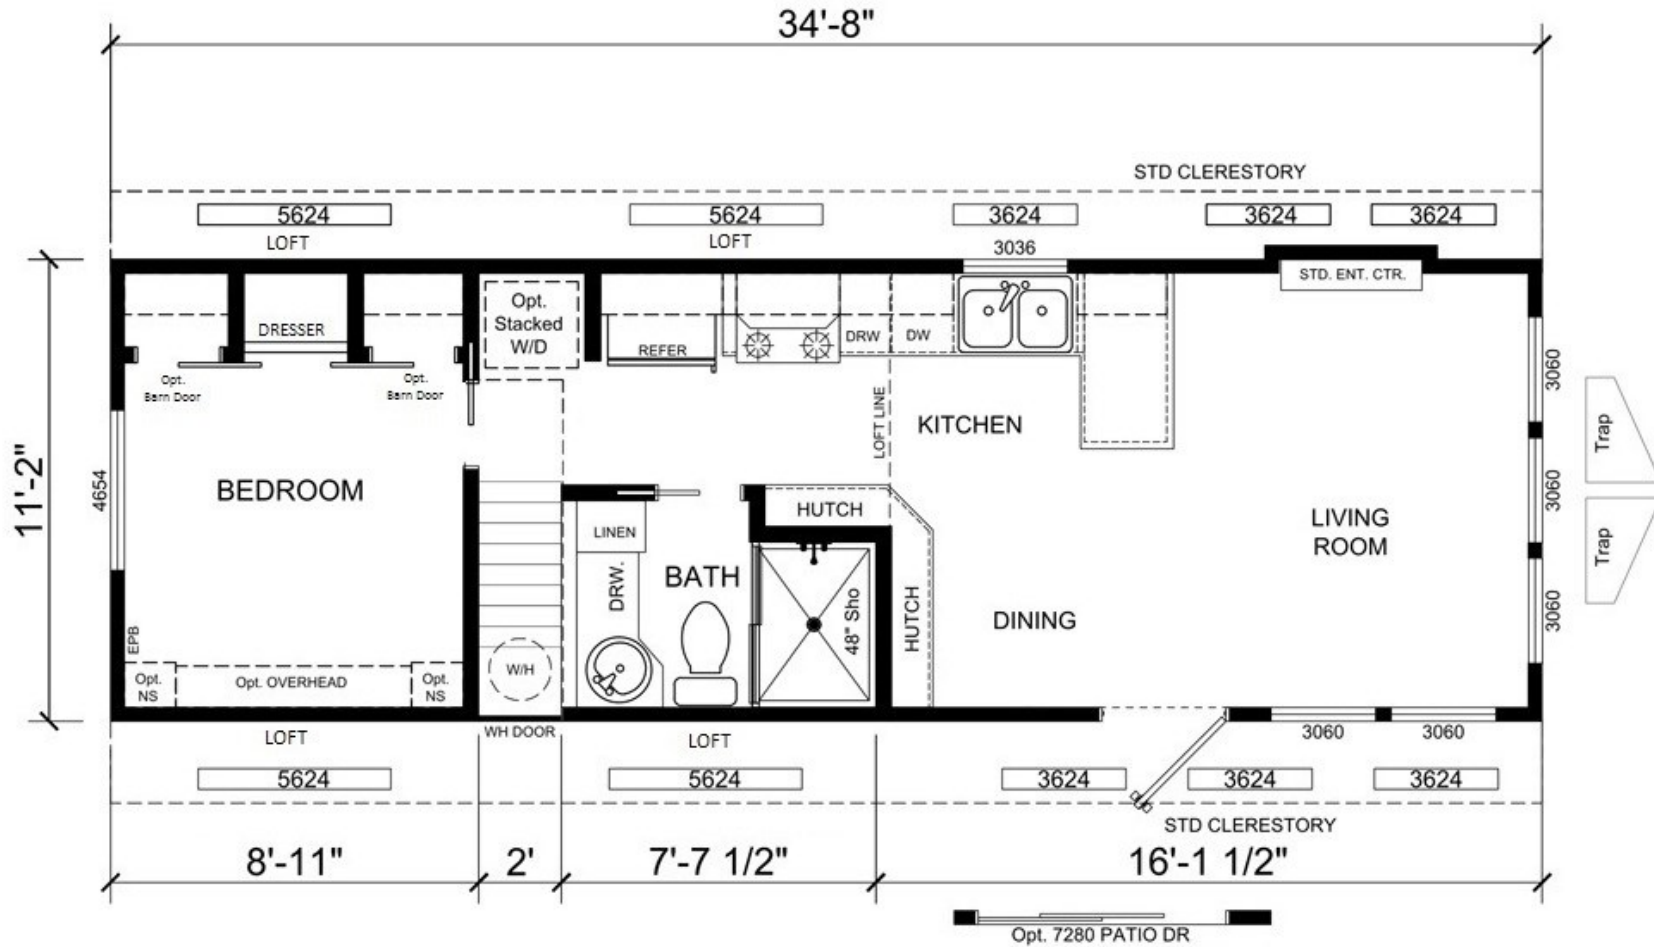 34'-8"
STD CLERESTORY
5624
5624
3624
3624
3624
LOFT
LOFT
3036
STD. ENT. CTR.
Opt.
Stacked
W/D
DRESSER
REFER
DRW
DW
Opt.
Barn Door
Opt.
Barn Door
3060
LOFT LINE
KITCHEN
Trap
11'-2"
4654
BEDROOM
3060
HUTCH
LIVING
ROOM
LINEN
Trap
BATH
DRW.
48" Sho
HUTCH
DINING
3060
EPB
Opt.
NS
Opt. OVERHEAD
Opt.
NS
W/H
LOFT
WH DOOR
LOFT
3060
3060
5624
5624
3624
3624
3624
STD CLERESTORY
8'-11"
2'
7'-7 1/2"
16'-1 1/2"
Opt. 7280 PATIO DR